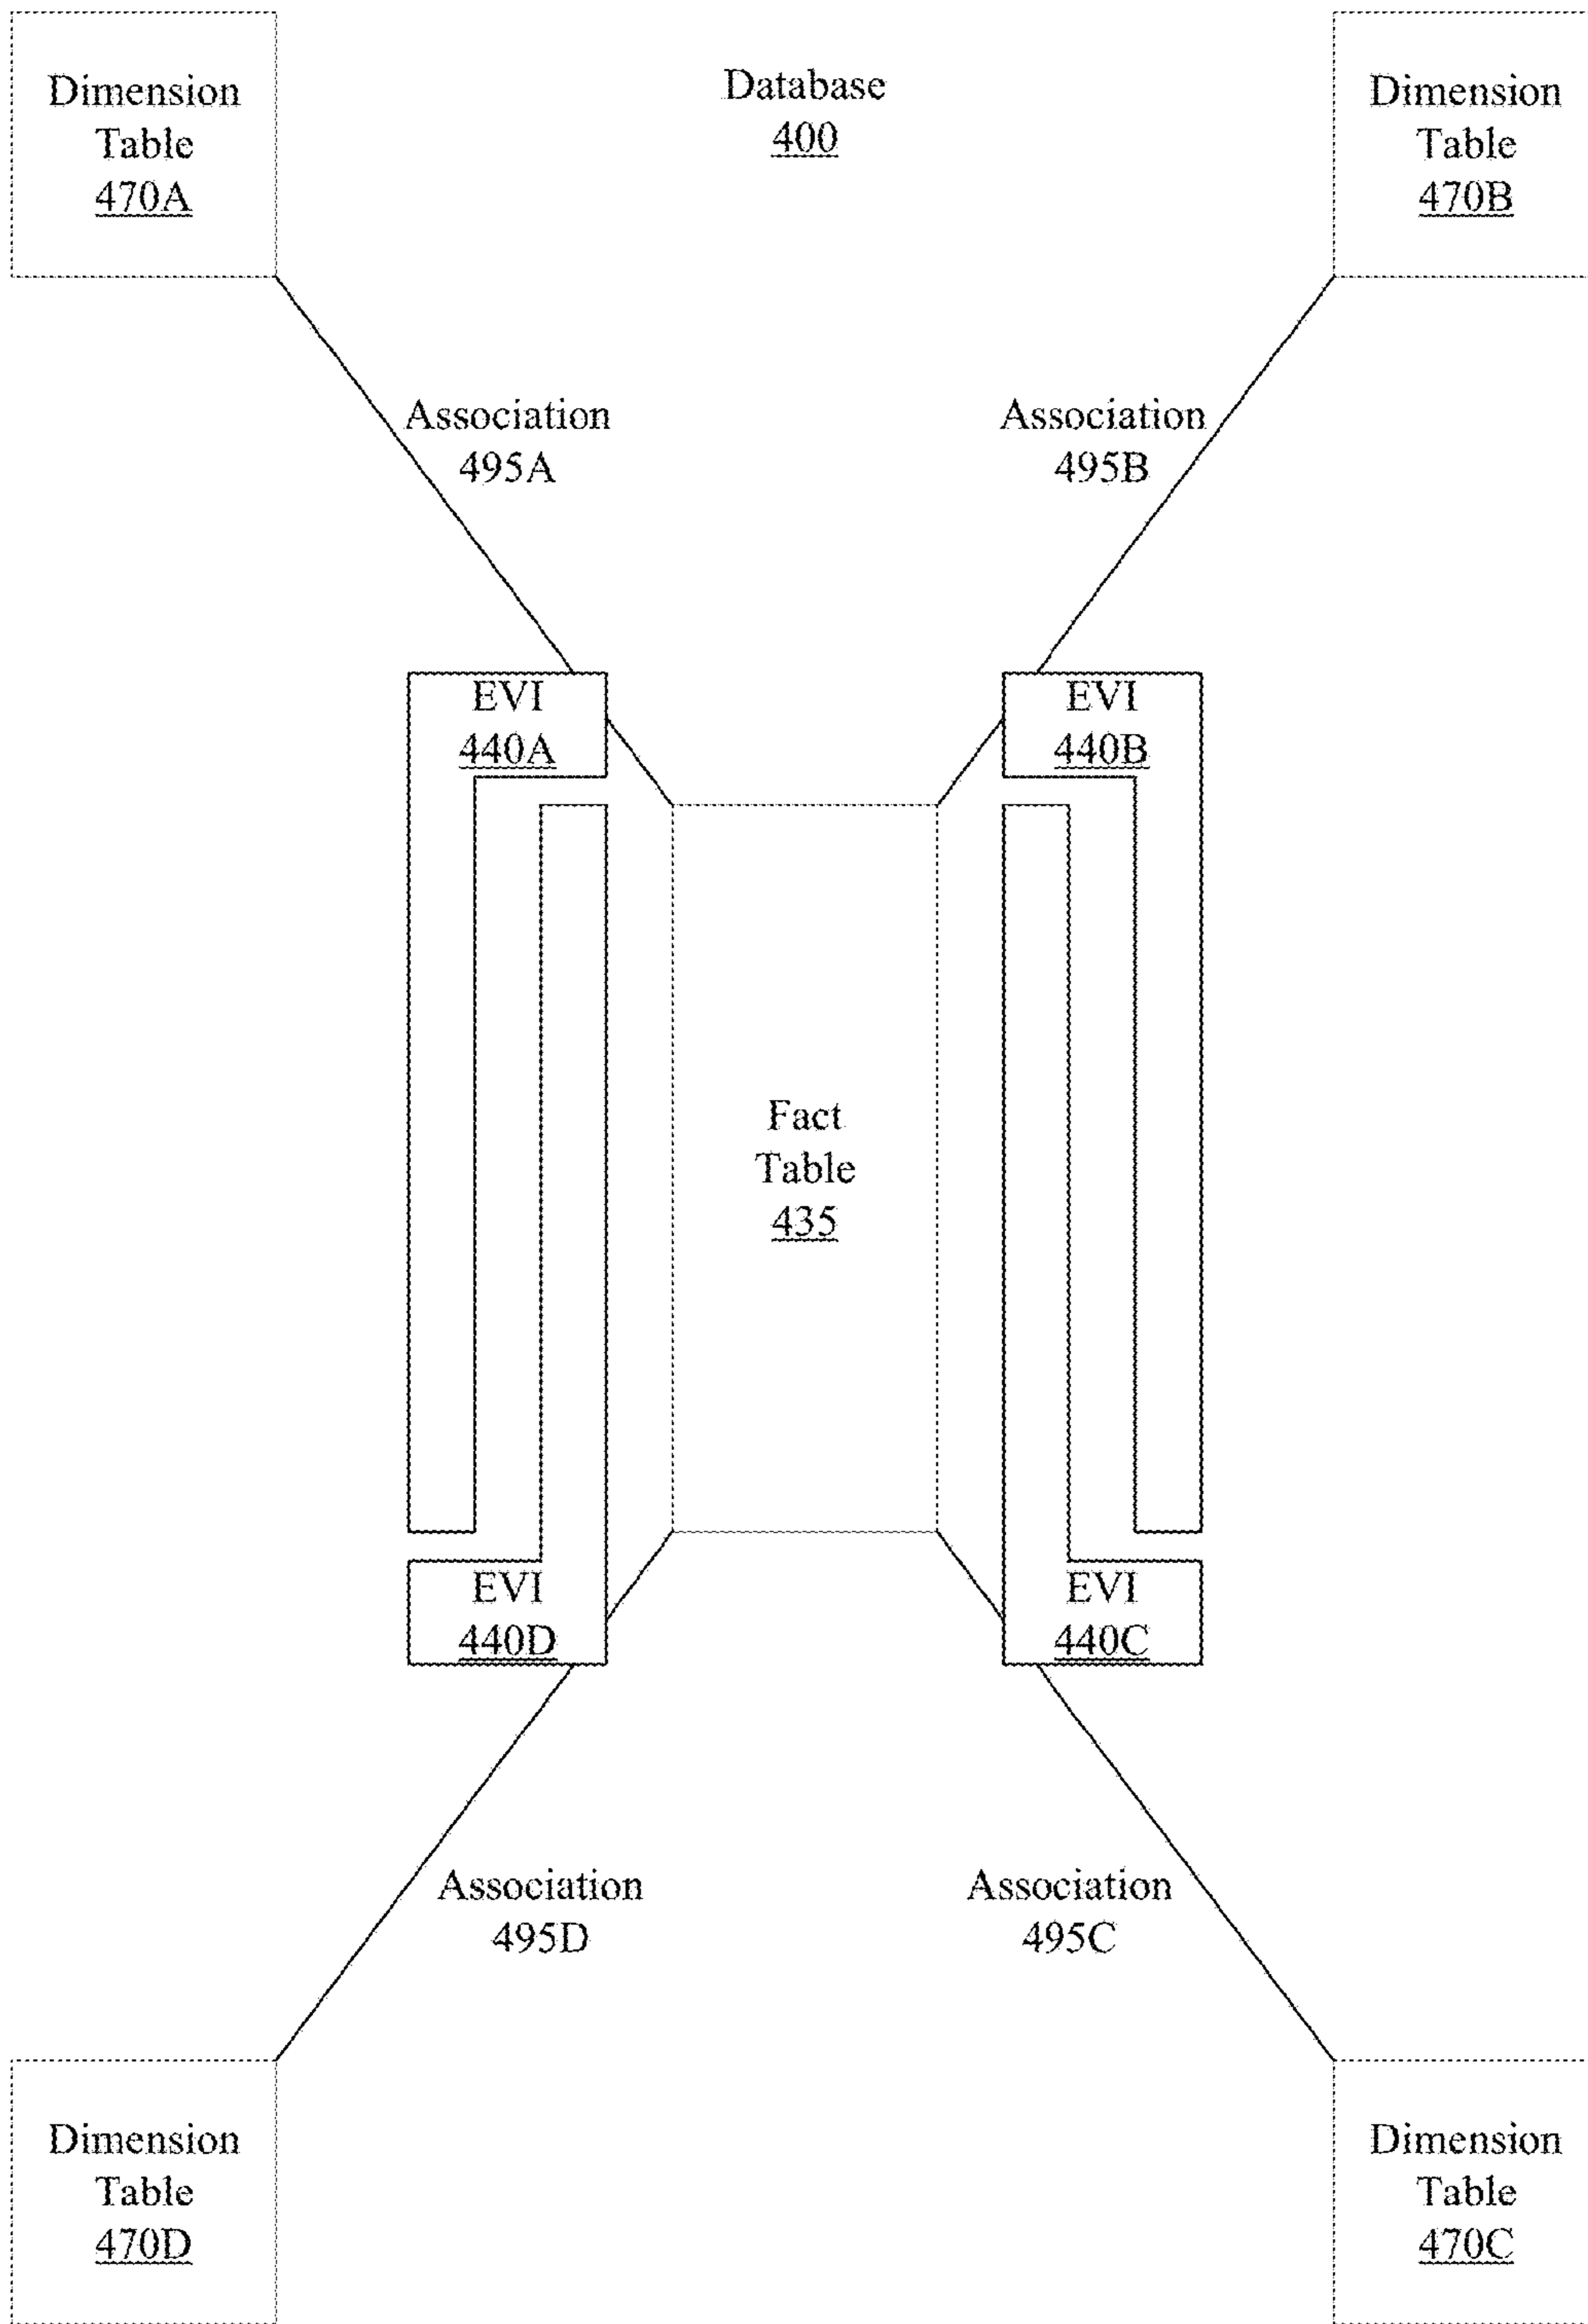 Dimension
Table
470A
Database
400
Dimension
Table
470B
Association
495A
Association
495B
EVI
440A
EVI
440B
Fact
Table
435
EVI
440D
EVI
440C
Association
495D
Association
495C
Dimension
Table
470D
Dimension
Table
470C